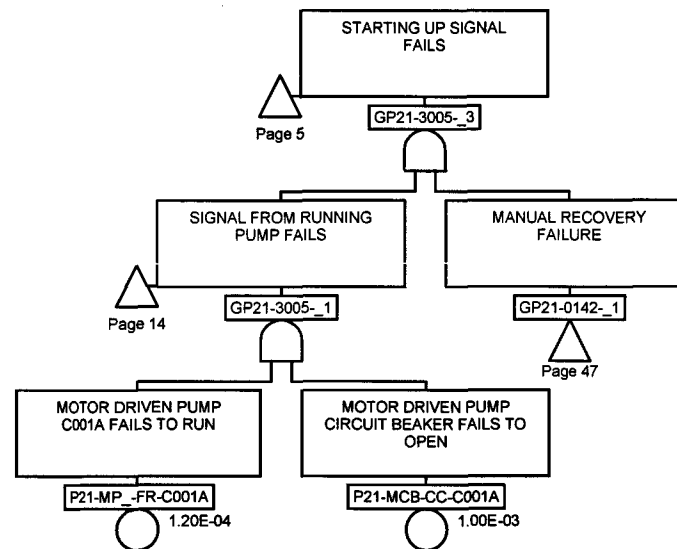 STARTING UP SIGNAL
FAILS
Page 5
GP21-3005-_3
SIGNAL FROM RUNNING
PUMP FAILS
MANUAL RECOVERY
FAILURE
Page 14
GP21-3005-_1
GP21-0142-_1
Page 47
MOTOR DRIVEN PUMP
C001A FAILS TO RUN
MOTOR DRIVEN PUMP
CIRCUIT BEAKER FAILS TO
OPEN
P21-MP_-FR-C001A
P21-MCB-CC-C001A
1.20E-04
1.00E-03